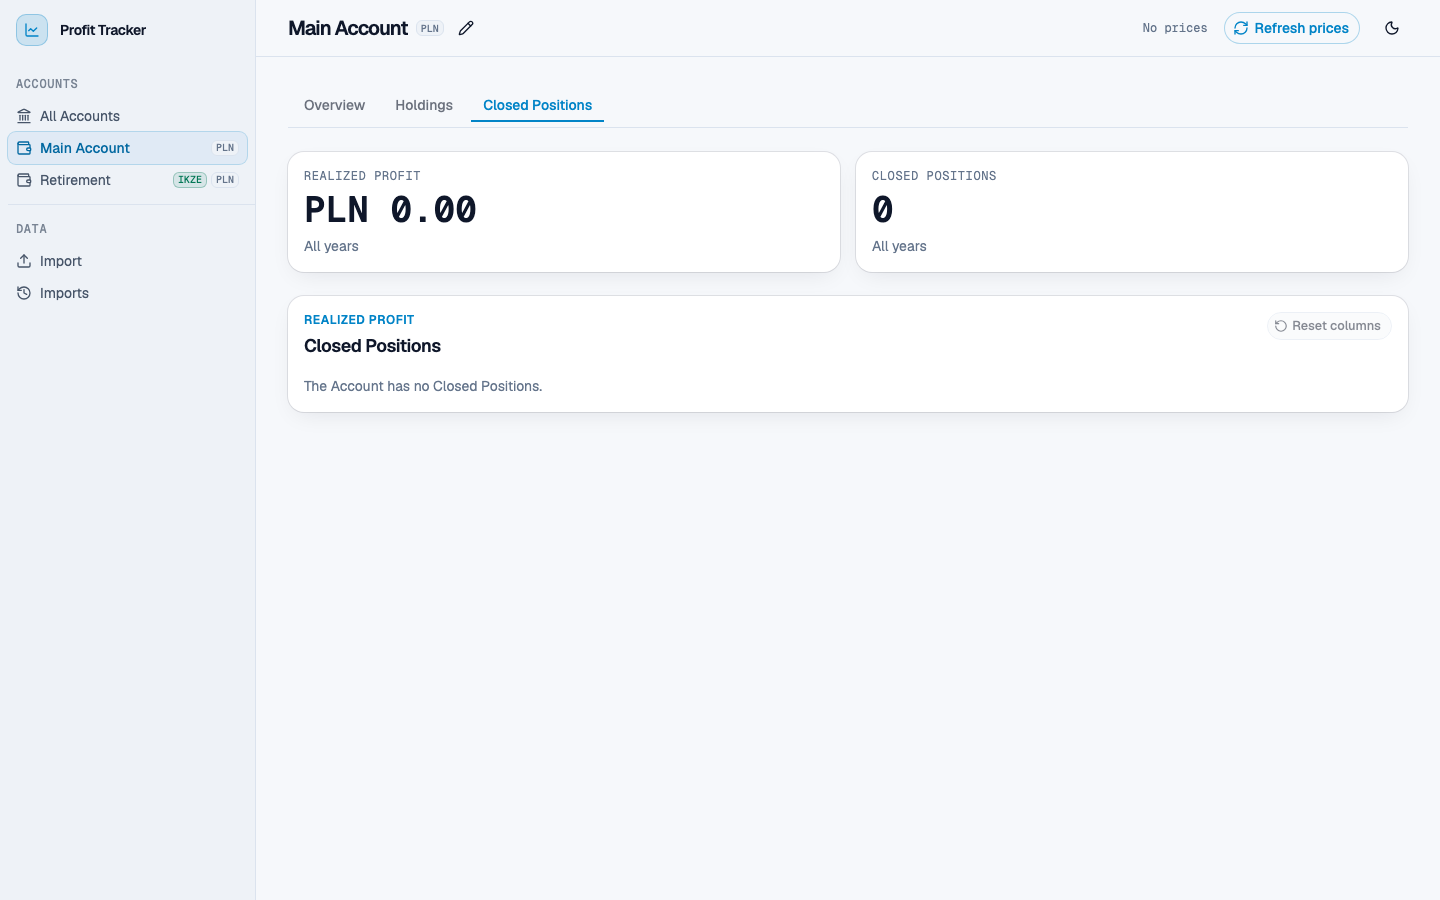 Profit Tracker
ACCOUNTS
All Accounts
Main Account PLN
Retirement IKZE PLN
DATA
Import
Imports
Main Account PLN
No prices
Refresh prices
Overview
Holdings
Closed Positions
REALIZED PROFIT
PLN 0.00
All years
CLOSED POSITIONS
0
All years
REALIZED PROFIT
Closed Positions
Reset columns
The Account has no Closed Positions.